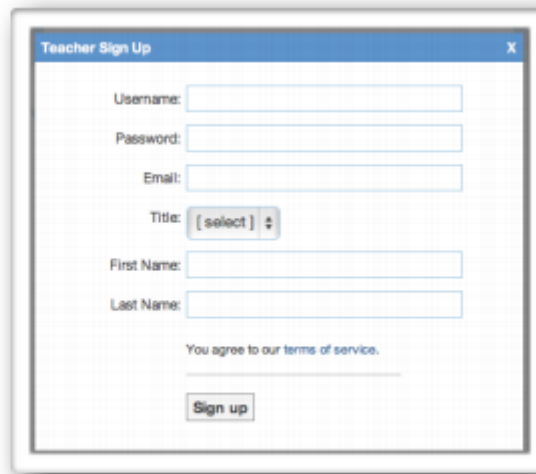 Teacher Sign Up X
Username:
Password:
Email:
Title: [ select ]
First Name:
Last Name:
You agree to our terms of service.
Sign up